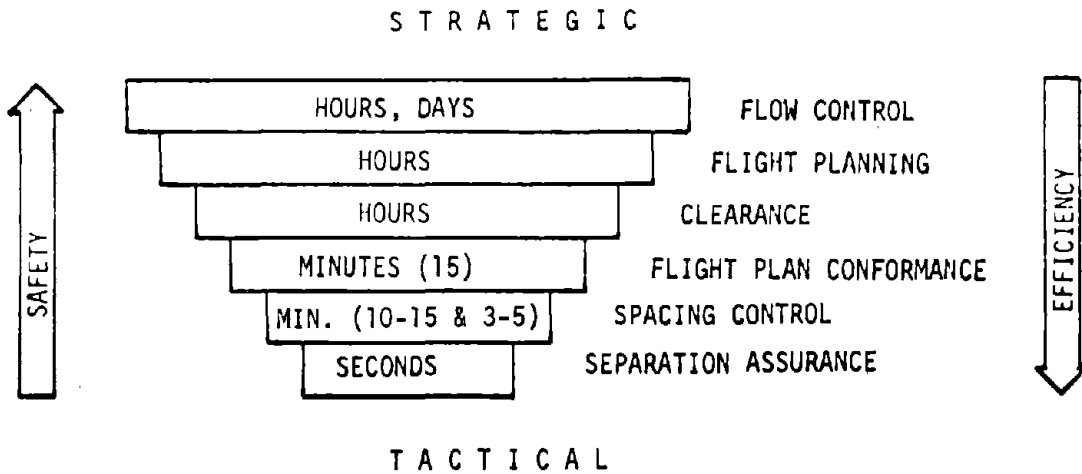 STRATEGIC
HOURS, DAYS FLOW CONTROL
HOURS FLIGHT PLANNING
HOURS CLEARANCE
MINUTES (15) FLIGHT PLAN CONFORMANCE
MIN. (10-15 & 3-5) SPACING CONTROL
SECONDS SEPARATION ASSURANCE
SAFETY
EFFICIENCY
TACTICAL